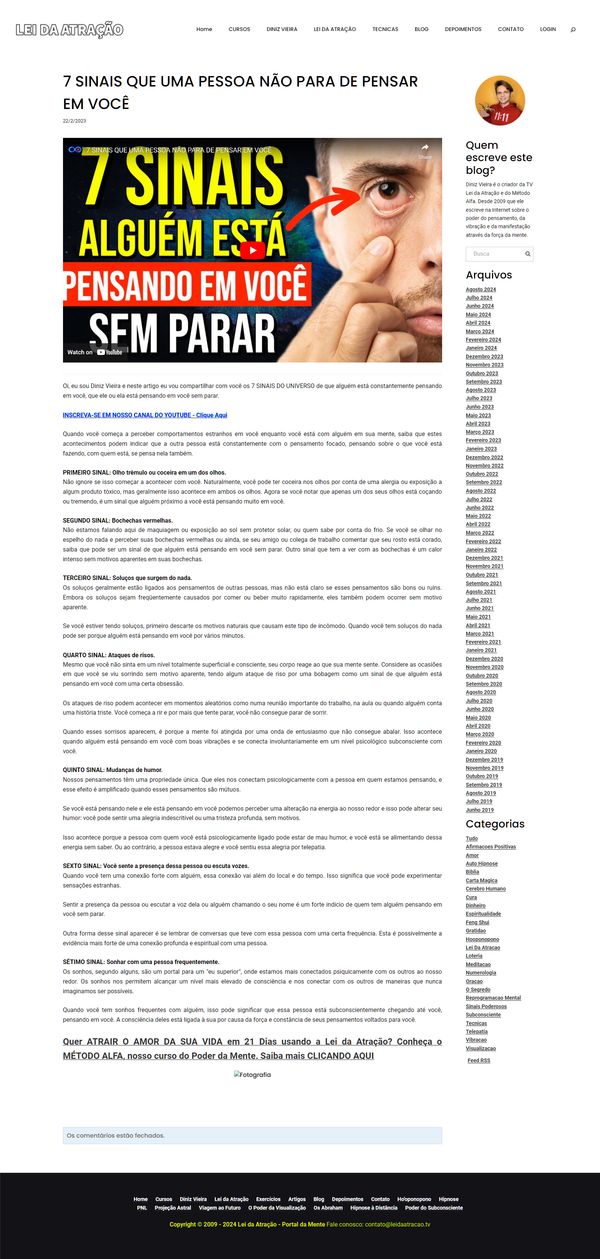 LEI DA ATRAÇÃO
Home CURSOS DINIZ VIEIRA LEI DA ATRAÇÃO TECNICAS BLOG DEPOIMENTOS CONTATO LOGIN
7 SINAIS QUE UMA PESSOA NÃO PARA DE PENSAR
EM VOCÊ
22/2/2023
7 SINAIS QUE UMA PESSOA NÃO PARA DE PENSAR EM VOCÊ
Share
7 SINAIS
ALGUÉM ESTÁ
PENSANDO EM VOCÊ
SEM PARAR
Watch on YouTube
Oi, eu sou Diniz Vieira e neste artigo eu vou compartilhar com você os 7 SINAIS DO UNIVERSO de que alguém está constantemente pensando
em você, que ele ou ela está pensando em você sem parar.
INSCREVA-SE EM NOSSO CANAL DO YOUTUBE - Clique Aqui
Quando você começa a perceber comportamentos estranhos em você enquanto você está com alguém em sua mente, saiba que estes
acontecimentos podem indicar que a outra pessoa está constantemente com o pensamento focado, pensando sobre o que você está
fazendo, com quem está, se pensa nela também.
PRIMEIRO SINAL: Olho trêmulo ou coceira em um dos olhos.
Não ignore se isso começar a acontecer com você. Naturalmente, você pode ter coceira nos olhos por conta de uma alergia ou exposição a
algum produto tóxico, mas geralmente isso acontece em ambos os olhos. Agora se você notar que apenas um dos seus olhos está coçando
ou tremendo, é um sinal que alguém próximo a você está pensando muito em você.
SEGUNDO SINAL: Bochechas vermelhas.
Não estamos falando aqui de maquiagem ou exposição ao sol sem protetor solar, ou quem sabe por conta do frio. Se você se olhar no
espelho do nada e perceber suas bochechas vermelhas ou ainda, se seu amigo ou colega de trabalho comentar que seu rosto está corado,
saiba que pode ser um sinal de que alguém está pensando em você sem parar. Outro sinal que tem a ver com as bochechas é um calor
intenso sem motivos aparentes em suas bochechas.
TERCEIRO SINAL: Soluços que surgem do nada.
Os soluços geralmente estão ligados aos pensamentos de outras pessoas, mas não está claro se esses pensamentos são bons ou ruins.
Embora os soluços sejam freqüentemente causados por comer ou beber muito rapidamente, eles também podem ocorrer sem motivo
aparente.
Se você estiver tendo soluços, primeiro descarte os motivos naturais que causam este tipo de incômodo. Quando você tem soluços do nada
pode ser porque alguém está pensando em você por vários minutos.
QUARTO SINAL: Ataques de risos.
Mesmo que você não sinta em um nível totalmente superficial e consciente, seu corpo reage ao que sua mente sente. Considere as ocasiões
em que você se viu sorrindo sem motivo aparente, tendo algum ataque de riso por uma bobagem como um sinal de que alguém está
pensando em você com uma certa obsessão.
Os ataques de riso podem acontecer em momentos aleatórios como numa reunião importante do trabalho, na aula ou quando alguém conta
uma história triste. Você começa a rir e por mais que tente parar, você não consegue parar de sorrir.
Quando esses sorrisos aparecem, é porque a mente foi atingida por uma onda de entusiasmo que não consegue abalar. Isso acontece
quando alguém está pensando em você com boas vibrações e se conecta involuntariamente em um nível psicológico subconsciente com
você.
QUINTO SINAL: Mudanças de humor.
Nossos pensamentos têm uma propriedade única. Que eles nos conectam psicologicamente com a pessoa em quem estamos pensando, e
esse efeito é amplificado quando esses pensamentos são mútuos.
Se você está pensando nele e ele está pensando em você podemos perceber uma alteração na energia ao nosso redor e isso pode alterar seu
humor: você pode sentir uma alegria indescritível ou uma tristeza profunda, sem motivos.
Isso acontece porque a pessoa com quem você está psicologicamente ligado pode estar de mau humor, e você está se alimentando dessa
energia sem saber. Ou ao contrário, a pessoa estava alegre e você sentiu essa alegria por telepatia.
SEXTO SINAL: Você sente a presença dessa pessoa ou escuta vozes.
Quando você tem uma conexão forte com alguém, essa conexão vai além do local e do tempo. Isso significa que você pode experimentar
sensações estranhas.
Sentir a presença da pessoa ou escutar a voz dela ou alguém chamando o seu nome é um forte indício de quem tem alguém pensando em
você sem parar.
Outra forma desse sinal aparecer é se lembrar de conversas que teve com essa pessoa com uma certa frequência. Esta é possivelmente a
evidência mais forte de uma conexão profunda e espiritual com uma pessoa.
SÉTIMO SINAL: Sonhar com uma pessoa frequentemente.
Os sonhos, segundo alguns, são um portal para um "eu superior", onde estamos mais conectados psiquicamente com os outros ao nosso
redor. Os sonhos nos permitem alcançar um nível mais elevado de consciência e nos conectar com os outros de maneiras que nunca
imaginamos ser possíveis.
Quando você tem sonhos frequentes com alguém, isso pode significar que essa pessoa está subconscientemente chegando até você,
pensando em você. A consciência deles está ligada à sua por causa da força e constância de seus pensamentos voltados para você.
Quer ATRAIR O AMOR DA SUA VIDA em 21 Dias usando a Lei da Atração? Conheça o
MÉTODO ALFA, nosso curso do Poder da Mente. Saiba mais CLICANDO AQUI
Fotografia
Os comentários estão fechados.
11:11
Quem
escreve este
blog?
Diniz Vieira é o criador da TV
Lei da Atração e do Método
Alfa. Desde 2009 que ele
escreve na Internet sobre o
poder do pensamento, da
vibração e da manifestação
através da força da mente.
Busca
Arquivos
Agosto 2024
Julho 2024
Junho 2024
Maio 2024
Abril 2024
Março 2024
Fevereiro 2024
Janeiro 2024
Dezembro 2023
Novembro 2023
Outubro 2023
Setembro 2023
Agosto 2023
Julho 2023
Junho 2023
Maio 2023
Abril 2023
Março 2023
Fevereiro 2023
Janeiro 2023
Dezembro 2022
Novembro 2022
Outubro 2022
Setembro 2022
Agosto 2022
Julho 2022
Junho 2022
Maio 2022
Abril 2022
Março 2022
Fevereiro 2022
Janeiro 2022
Dezembro 2021
Novembro 2021
Outubro 2021
Setembro 2021
Agosto 2021
Julho 2021
Junho 2021
Maio 2021
Abril 2021
Março 2021
Fevereiro 2021
Janeiro 2021
Dezembro 2020
Novembro 2020
Outubro 2020
Setembro 2020
Agosto 2020
Julho 2020
Junho 2020
Maio 2020
Abril 2020
Março 2020
Fevereiro 2020
Janeiro 2020
Dezembro 2019
Novembro 2019
Outubro 2019
Setembro 2019
Agosto 2019
Julho 2019
Junho 2019
Categorias
Tudo
Afirmacoes Positivas
Amor
Auto Hipnose
Biblia
Carta Magica
Cerebro Humano
Cura
Dinheiro
Espiritualidade
Feng Shui
Gratidao
Hooponopono
Lei Da Atracao
Loteria
Meditacao
Numerologia
Oracao
O Segredo
Reprogramacao Mental
Sinais Poderosos
Subconsciente
Tecnicas
Telepatia
Vibracao
Visualizacao
Feed RSS
Home Cursos Diniz Vieira Lei da Atração Exercícios Artigos Blog Depoimentos Contato Ho'oponopono Hipnose
PNL Projeção Astral Viagem ao Futuro O Poder da Visualização Os Abraham Hipnose à Distância Poder do Subconsciente
Copyright © 2009 - 2024 Lei da Atração - Portal da Mente Fale conosco: contato@leidaatracao.tv